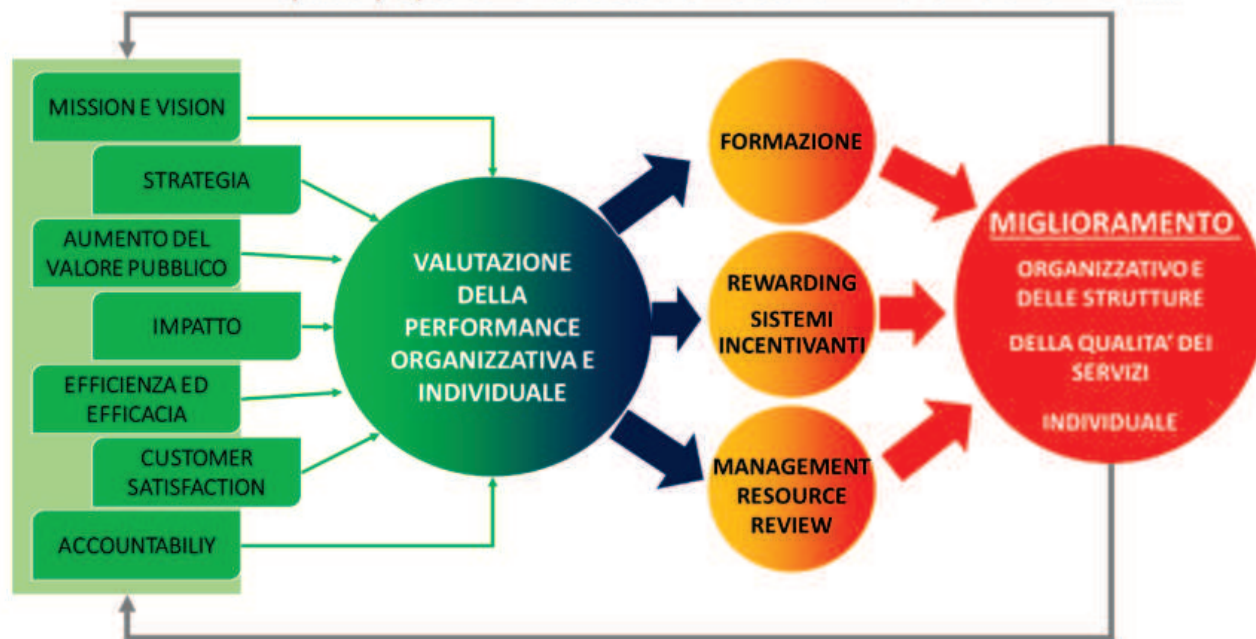 MISSION E VISION
STRATEGIA
AUMENTO DEL
VALORE PUBBLICO
IMPATTO
EFFICIENZA ED
EFFICACIA
CUSTOMER
SATISFACTION
ACCOUNTABILIY
VALUTAZIONE
DELLA
PERFORMANCE
ORGANIZZATIVA E
INDIVIDUALE
FORMAZIONE
REWARDING
SISTEMI
INCENTIVANTI
MANAGEMENT
RESOURCE
REVIEW
MIGLIORAMENTO
ORGANIZZATIVO E
DELLE STRUTTURE
DELLA QUALITA' DEI
SERVIZI
INDIVIDUALE